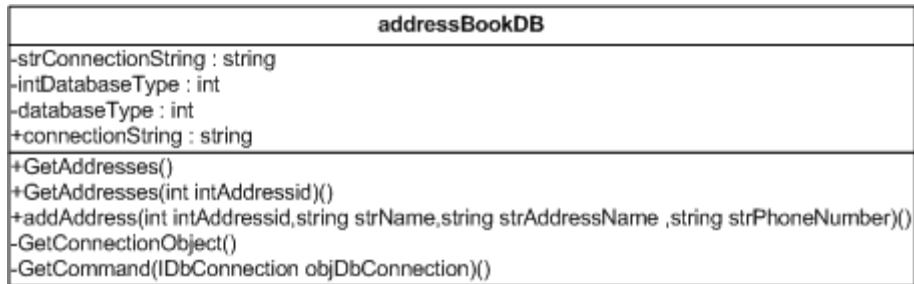 addressBookDB
-strConnectionString : string
-intDatabaseType : int
-databaseType : int
+connectionString : string
+GetAddresses()
+GetAddresses(int intAddressid)()
+addAddress(int intAddressid,string strName,string strAddressName ,string strPhoneNumber)()
-GetConnectionObject()
-GetCommand(IDbConnection objDbConnection)()